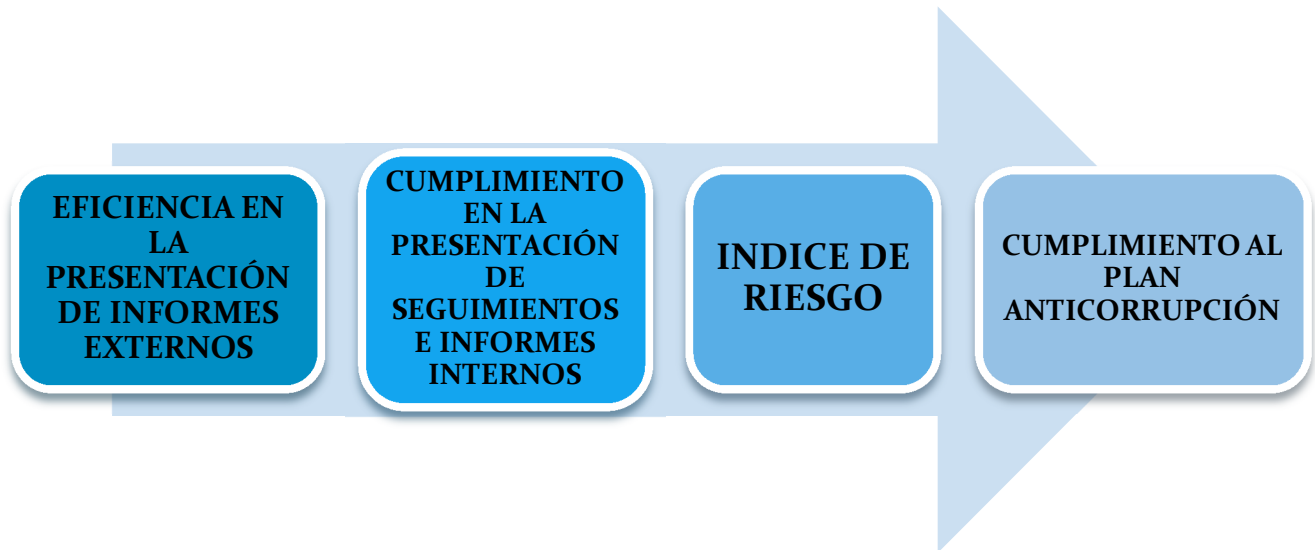 EFICIENCIA EN
LA
PRESENTACIÓN
DE INFORMES
EXTERNOS
CUMPLIMIENTO
EN LA
PRESENTACIÓN
DE
SEGUIMIENTOS
E INFORMES
INTERNOS
INDICE DE
RIESGO
CUMPLIMIENTO AL
PLAN
ANTICORRUPCIÓN